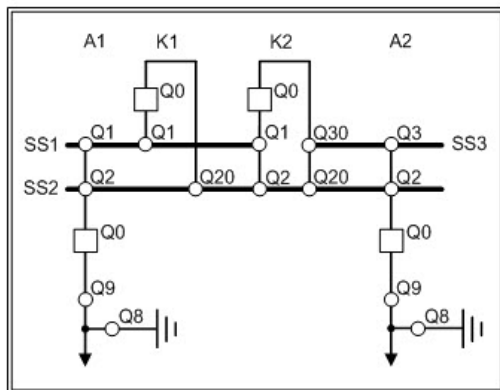 A1 K1 K2 A2
Q0 Q0
SS1 Q1 Q1 Q1 Q30 Q3 SS3
SS2 Q2 Q20 Q2 Q20 Q2
Q0 Q0
Q9 Q9
Q8 Q8